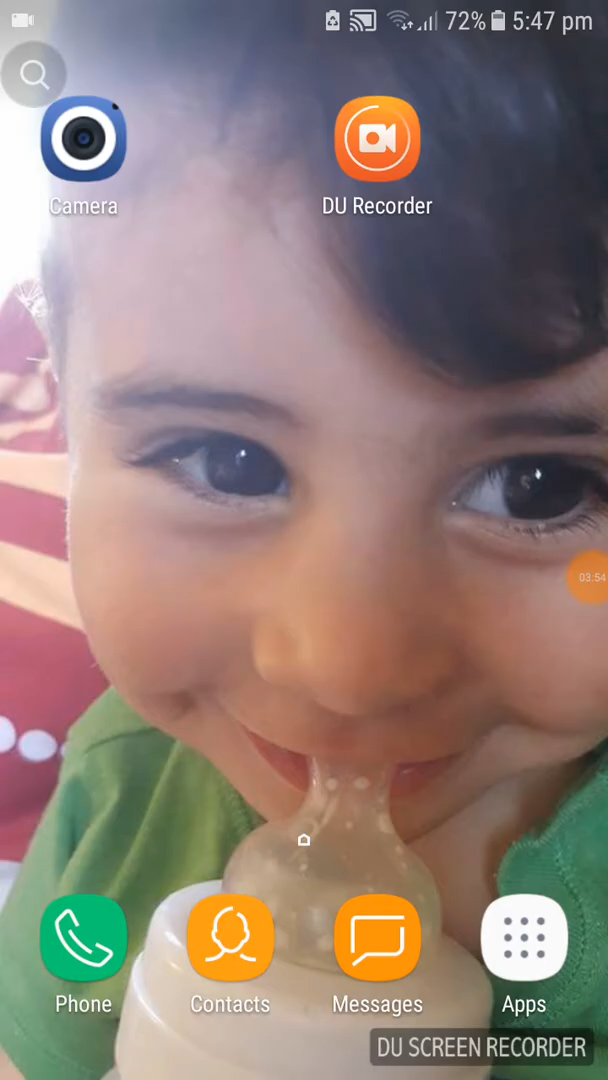 72% 5:47 pm
Camera
DU Recorder
03:54
Phone
Contacts
Messages
Apps
DU SCREEN RECORDER